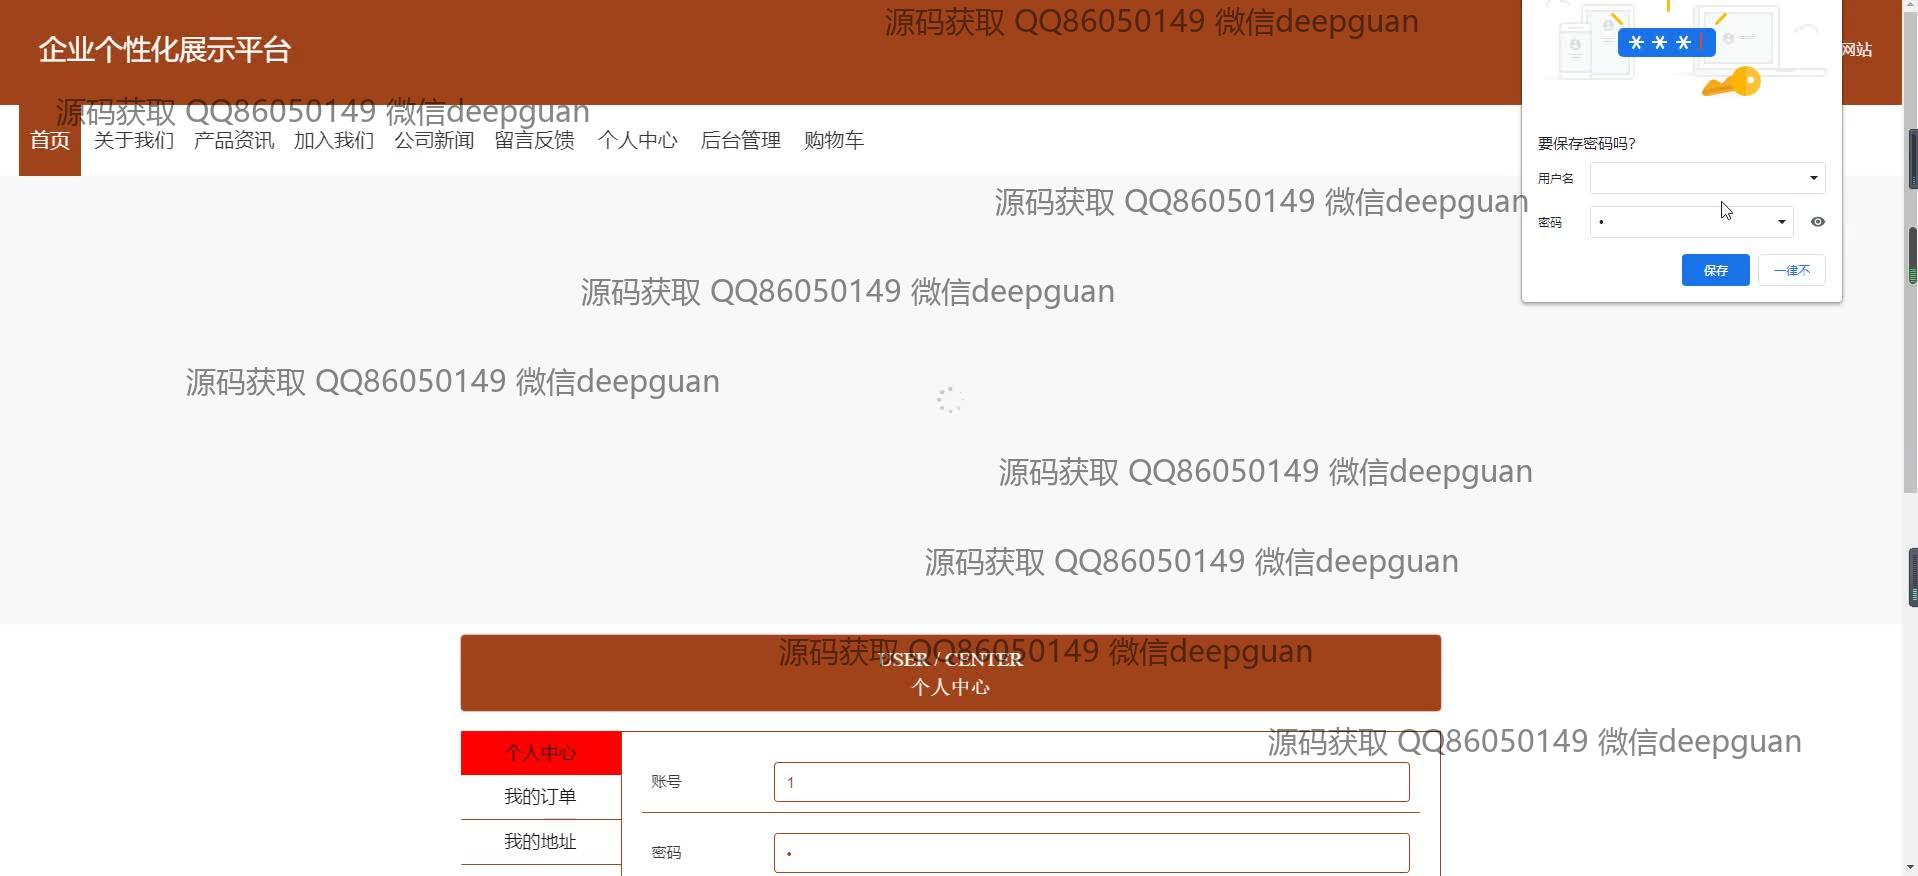 源码获取 QQ86050149 微信deepguan
企业个性化展示平台
网站
源码获取 QQ86050149 微信deepguan
首页 关于我们 产品资讯 加入我们 公司新闻 留言反馈 个人中心 后台管理 购物车
要保存密码吗?
用户名
源码获取 QQ86050149 微信deepguan
密码 •
保存 一律不
源码获取 QQ86050149 微信deepguan
源码获取 QQ86050149 微信deepguan
源码获取 QQ86050149 微信deepguan
源码获取 QQ86050149 微信deepguan
源码获取 QQ86050149 微信deepguan
USER / CENTER
个人中心
源码获取 QQ86050149 微信deepguan
个人中心
账号 1
我的订单
我的地址
密码 •